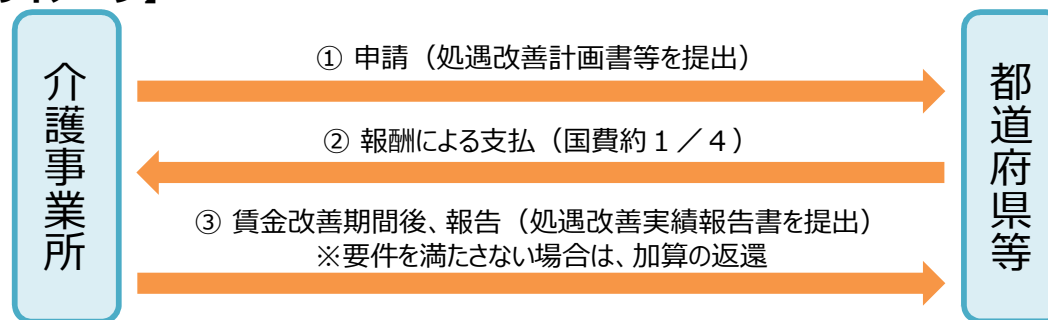 介護事業所
① 申請（処遇改善計画書等を提出）
② 報酬による支払（国費約１／４）
③ 賃金改善期間後、報告（処遇改善実績報告書を提出）
※要件を満たさない場合は、加算の返還
都道府県等